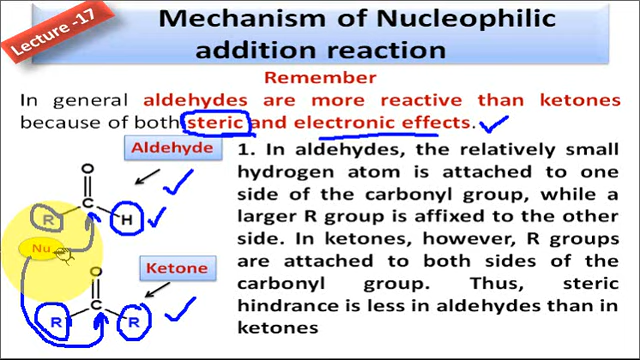 Lecture -17
Mechanism of Nucleophilic
addition reaction
Remember
In general aldehydes are more reactive than ketones
because of both steric and electronic effects.
Aldehyde
O
R C H
Nu
Ketone
O
R C R
1. In aldehydes, the relatively small
hydrogen atom is attached to one
side of the carbonyl group, while a
larger R group is affixed to the other
side. In ketones, however, R groups
are attached to both sides of the
carbonyl group. Thus, steric
hindrance is less in aldehydes than in
ketones